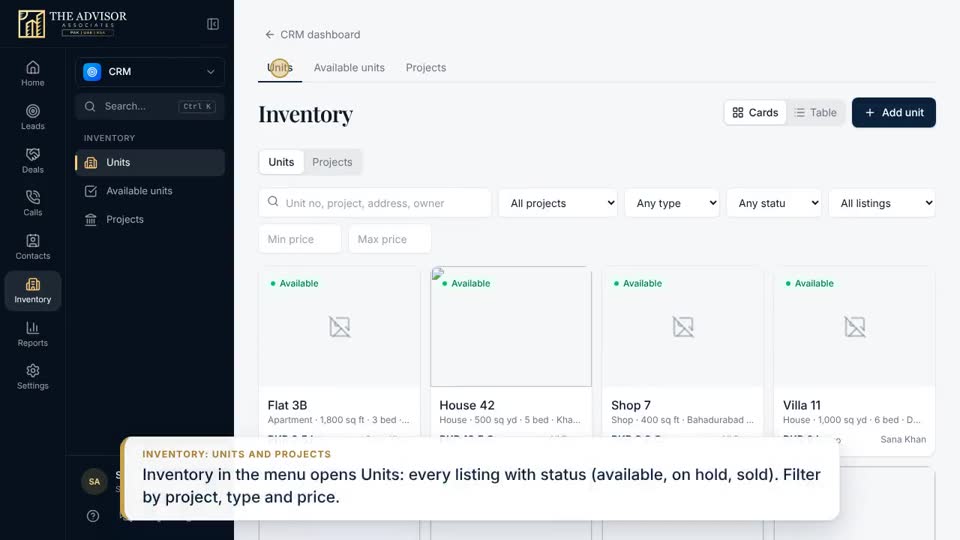 THE ADVISOR
ASSOCIATES
PAK | UAE | KSA
Home
Leads
Deals
Calls
Contacts
Inventory
Reports
Settings
CRM
Search...
Ctrl K
INVENTORY
Units
Available units
Projects
SA
CRM dashboard
Units
Available units
Projects
Inventory
Cards
Table
Add unit
Units
Projects
Unit no, project, address, owner
All projects
Any type
Any statu
All listings
Min price
Max price
Available
Available
Available
Available
Flat 3B
Apartment · 1,800 sq ft · 3 bed · ...
House 42
House · 500 sq yd · 5 bed · Kha...
Shop 7
Shop · 400 sq ft · Bahadurabad ...
Villa 11
House · 1,000 sq yd · 6 bed · D...
Sana Khan
INVENTORY: UNITS AND PROJECTS
Inventory in the menu opens Units: every listing with status (available, on hold, sold). Filter
by project, type and price.